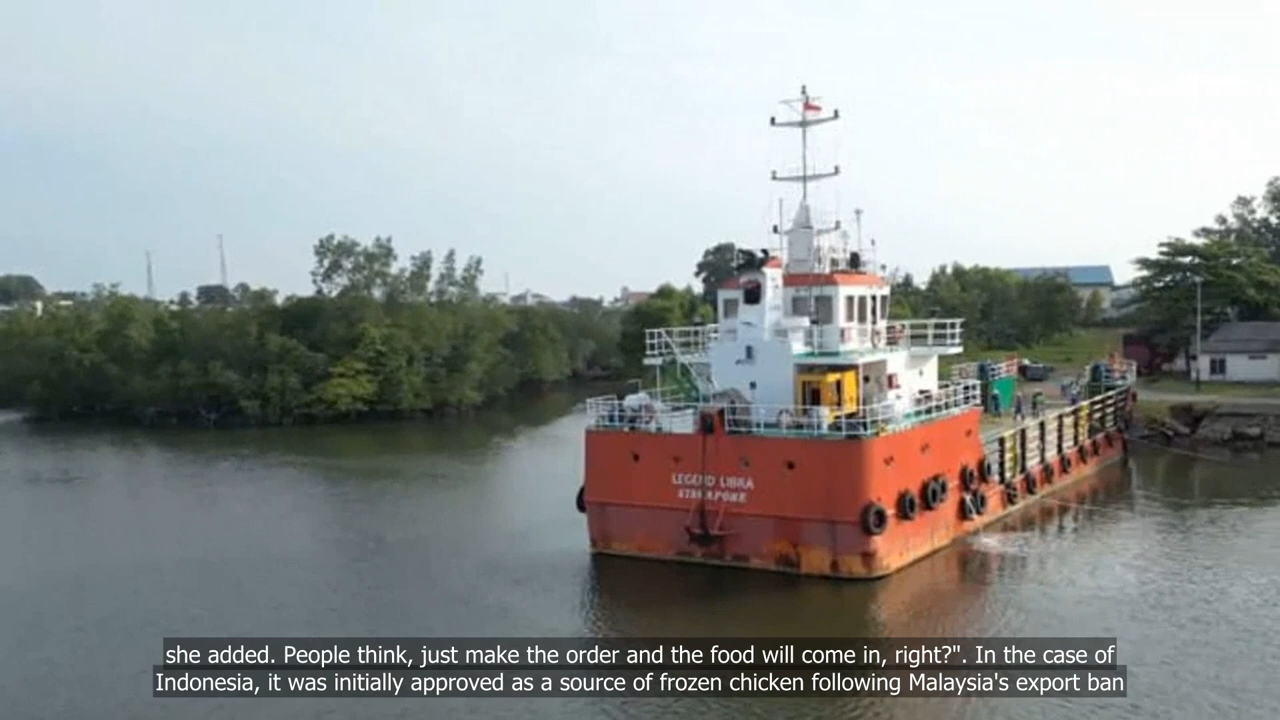 LEGEND LIBRA
SINGAPORE
she added. People think, just make the order and the food will come in, right?". In the case of
Indonesia, it was initially approved as a source of frozen chicken following Malaysia's export ban